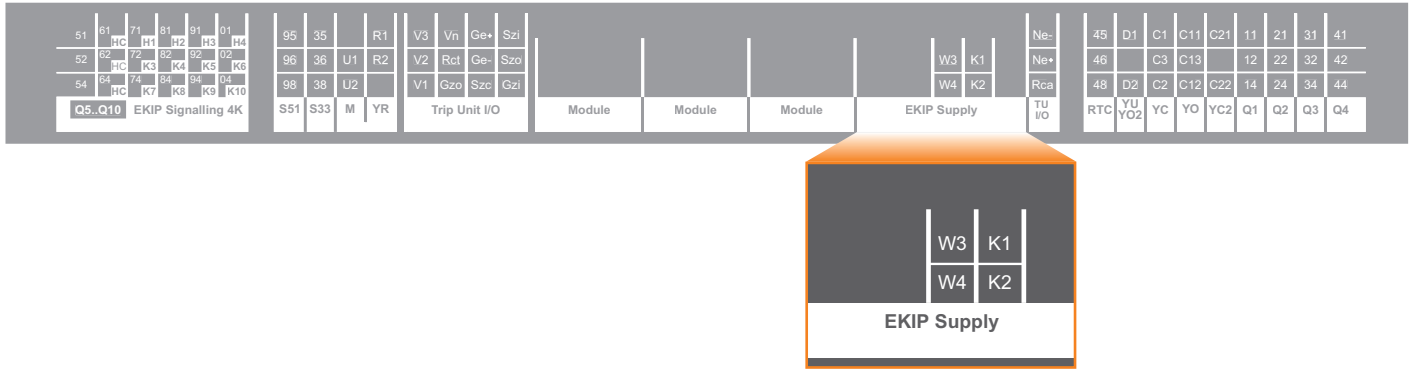 51 61 HC 71 H1 81 H2 91 H3 01 H4 95 35 R1 V3 Vn Ge+ Szi Ne- 45 D1 C1 C11 C21 11 21 31 41
52 62 HC 72 K3 82 K4 92 K5 02 K6 96 36 U1 R2 V2 Rct Ge- Szo W3 K1 Ne+ 46 C3 C13 12 22 32 42
54 64 HC 74 K7 84 K8 94 K9 04 K10 98 38 U2 V1 Gzo Szc Gzi W4 K2 Rca 48 D2 C2 C12 C22 14 24 34 44
Q5..Q10 EKIP Signalling 4K S51 S33 M YR Trip Unit I/O Module Module Module EKIP Supply TU I/O RTC YU YO2 YC YO YC2 Q1 Q2 Q3 Q4
W3 K1
W4 K2
EKIP Supply